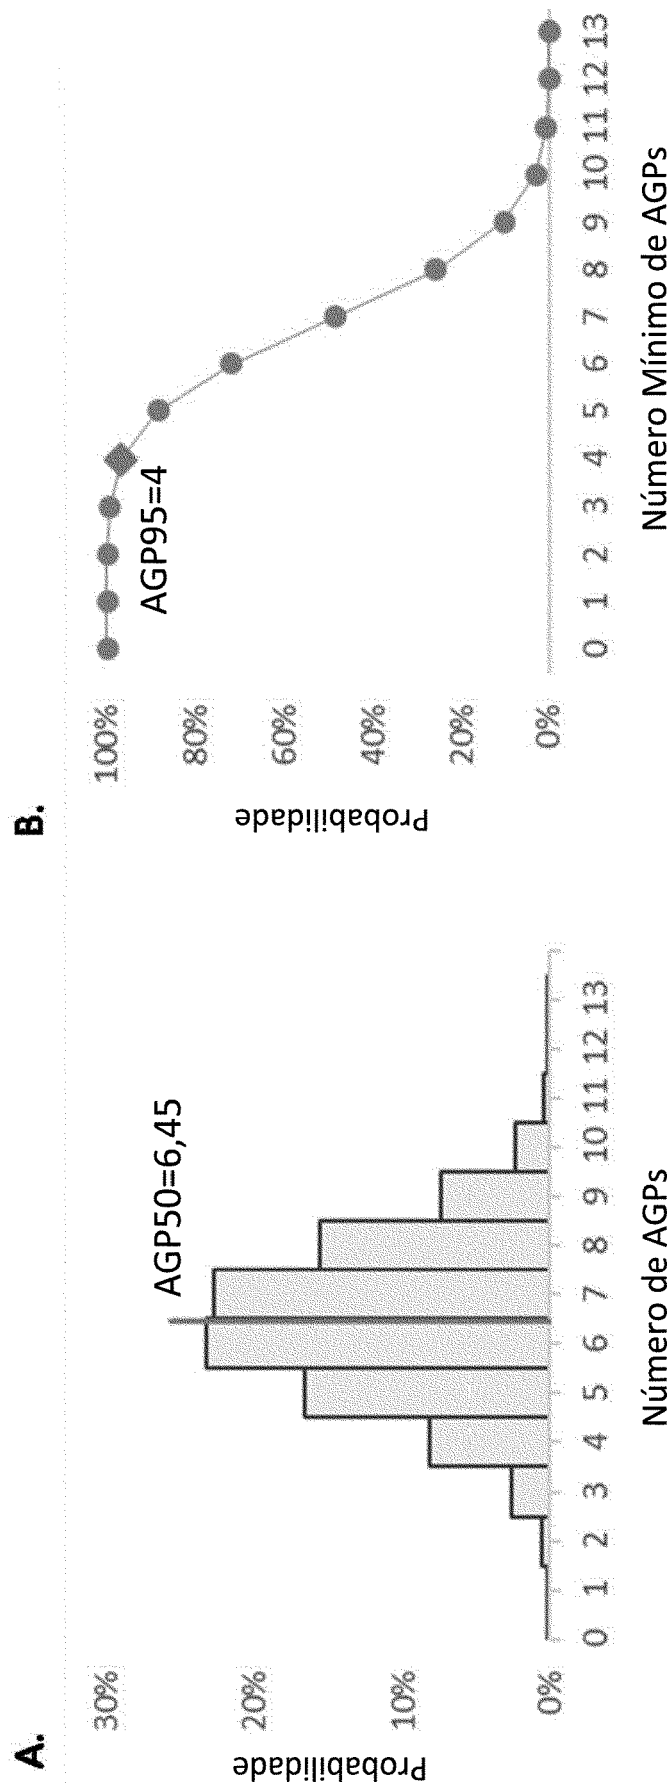 A.
Probabilidade
30%
20%
10%
0%
AGP50=6,45
0 1 2 3 4 5 6 7 8 9 10 11 12 13
Número de AGPs
B.
Probabilidade
100%
80%
60%
40%
20%
0%
AGP95=4
0 1 2 3 4 5 6 7 8 9 10 11 12 13
Número Mínimo de AGPs